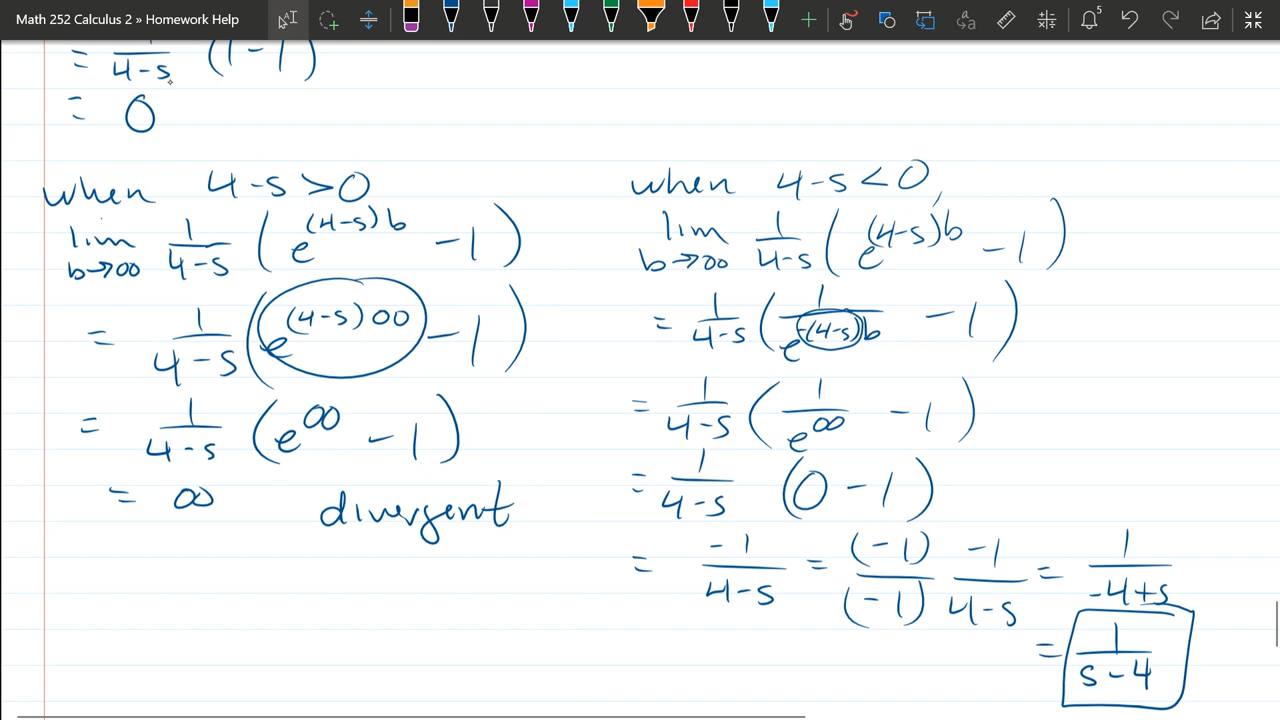 Math 252 Calculus 2 » Homework Help
5
= 1/(4-s) (1-1)
= 0
when 4-s>0
lim b→∞ 1/(4-s) (e^((4-s)b) -1)
= 1/(4-s) (e^((4-s)∞) -1)
= 1/(4-s) (e^∞ -1)
= ∞ divergent
when 4-s<0,
lim b→∞ 1/(4-s) (e^((4-s)b) -1)
= 1/(4-s) (1/e^(-(4-s)b) -1)
= 1/(4-s) (1/e^∞ -1)
= 1/(4-s) (0-1)
= -1/(4-s) = (-1)/(-1) -1/(4-s) = 1/(-4+s)
= 1/(s-4)